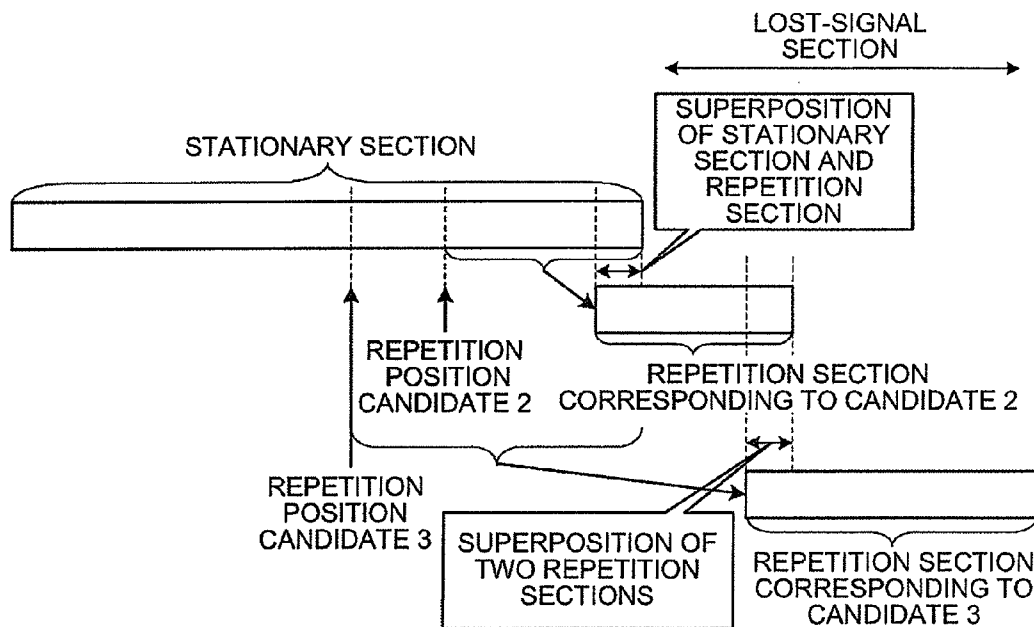 LOST-SIGNAL
SECTION
SUPERPOSITION
OF STATIONARY
SECTION AND
REPETITION
SECTION
STATIONARY SECTION
REPETITION
POSITION
CANDIDATE 2
REPETITION SECTION
CORRESPONDING TO CANDIDATE 2
REPETITION
POSITION
CANDIDATE 3
SUPERPOSITION OF
TWO REPETITION
SECTIONS
REPETITION SECTION
CORRESPONDING TO
CANDIDATE 3